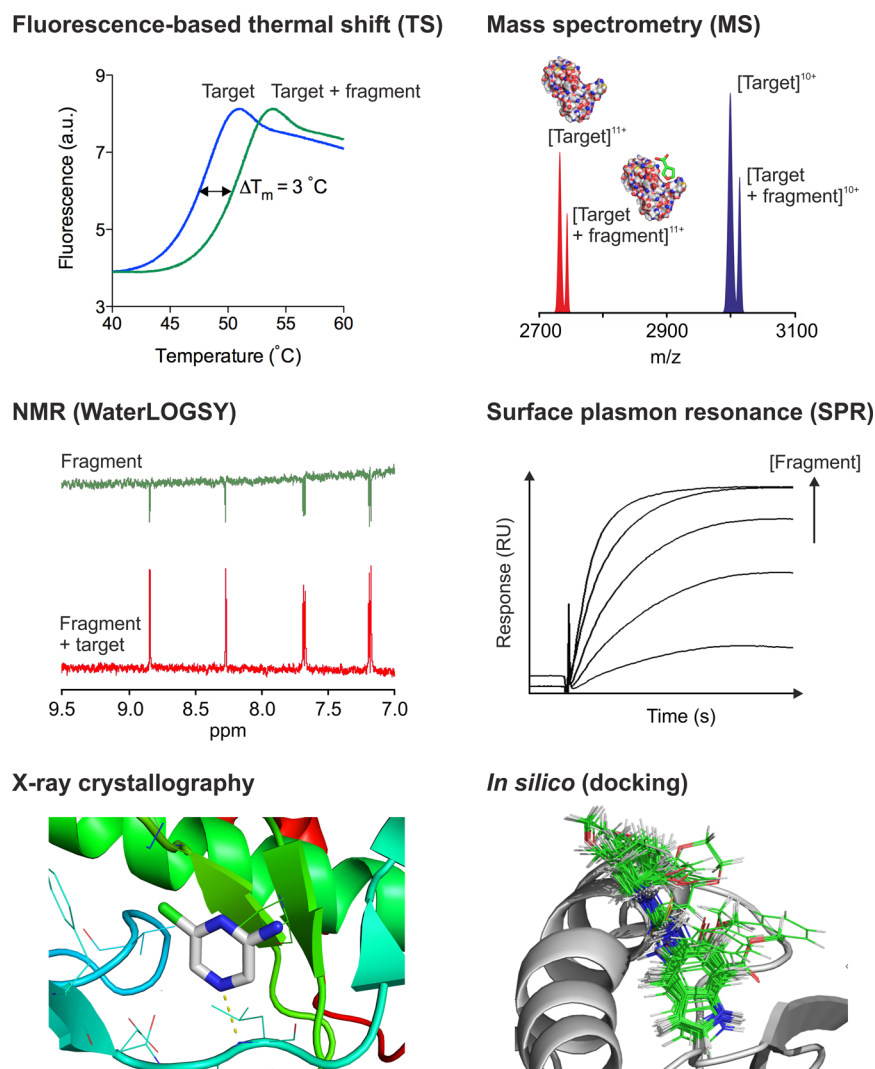 Fluorescence-based thermal shift (TS)
9
7
5
3
Fluorescence (a.u.)
Target
Target + fragment
ΔTm = 3 °C
40
45
50
55
60
Temperature (°C)
Mass spectrometry (MS)
[Target]11+
[Target
+ fragment]11+
[Target]10+
[Target
+ fragment]10+
2700
2900
3100
m/z
NMR (WaterLOGSY)
Fragment
Fragment
+ target
9.5
9.0
8.5
8.0
7.5
7.0
ppm
Surface plasmon resonance (SPR)
[Fragment]
Response (RU)
Time (s)
X-ray crystallography
In silico (docking)